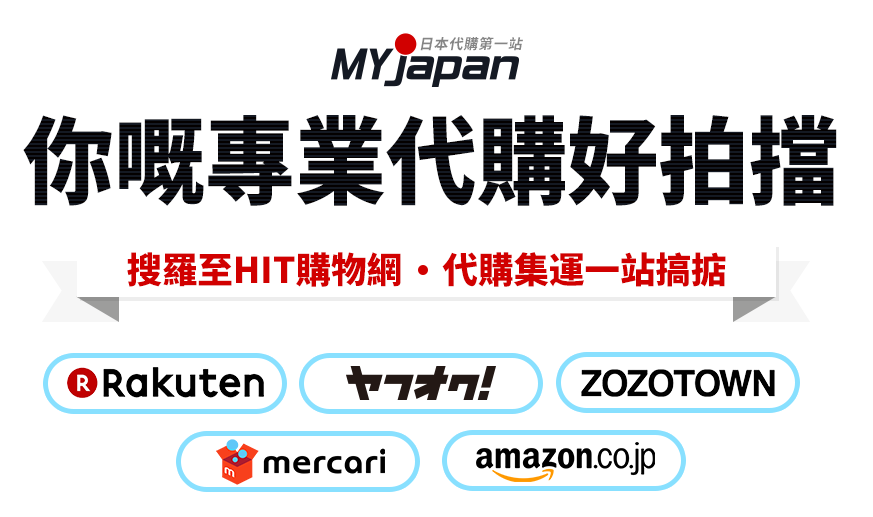 日本代購第一站
MYjapan
你嘅專業代購好拍擋
搜羅至HIT購物網・代購集運一站搞掂
R Rakuten
ヤフオク!
ZOZOTOWN
m mercari
amazon.co.jp